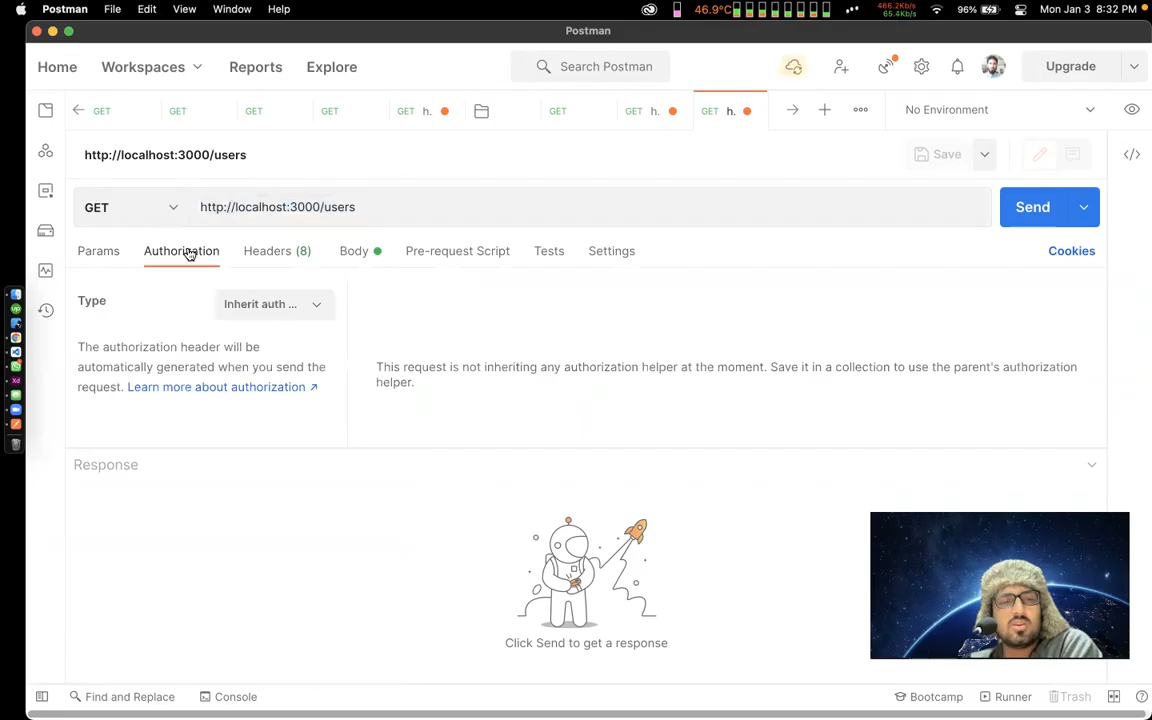 Postman File Edit View Window Help 46.9°C 466.2Kb/s 65.4Kb/s 96% Mon Jan 3 8:32 PM
Postman
Home Workspaces Reports Explore Search Postman Upgrade
GET GET GET GET GET h. GET GET h. GET h. No Environment
http://localhost:3000/users Save
GET http://localhost:3000/users Send
Params Authorization Headers (8) Body Pre-request Script Tests Settings Cookies
Type Inherit auth ...
The authorization header will be
automatically generated when you send the
request. Learn more about authorization ↗
This request is not inheriting any authorization helper at the moment. Save it in a collection to use the parent's authorization
helper.
Response
Click Send to get a response
Find and Replace Console Bootcamp Runner Trash